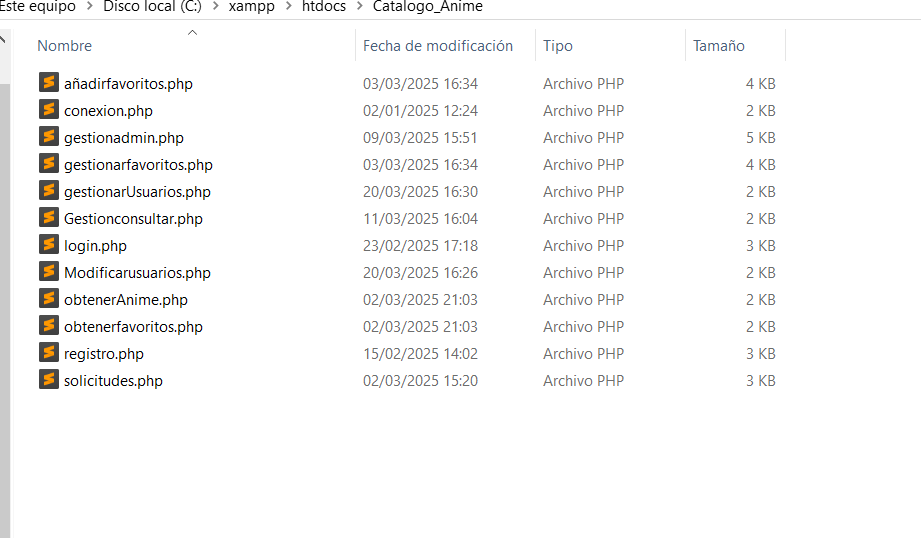 Este equipo > Disco local (C:) > xampp > htdocs > Catalogo_Anime
Nombre Fecha de modificación Tipo Tamaño
añadirfavoritos.php 03/03/2025 16:34 Archivo PHP 4 KB
conexion.php 02/01/2025 12:24 Archivo PHP 2 KB
gestionadmin.php 09/03/2025 15:51 Archivo PHP 5 KB
gestionarfavoritos.php 03/03/2025 16:34 Archivo PHP 4 KB
gestionarUsuarios.php 20/03/2025 16:30 Archivo PHP 2 KB
Gestionconsultar.php 11/03/2025 16:04 Archivo PHP 2 KB
login.php 23/02/2025 17:18 Archivo PHP 3 KB
Modificarusuarios.php 20/03/2025 16:26 Archivo PHP 2 KB
obtenerAnime.php 02/03/2025 21:03 Archivo PHP 2 KB
obtenerfavoritos.php 02/03/2025 21:03 Archivo PHP 2 KB
registro.php 15/02/2025 14:02 Archivo PHP 3 KB
solicitudes.php 02/03/2025 15:20 Archivo PHP 3 KB